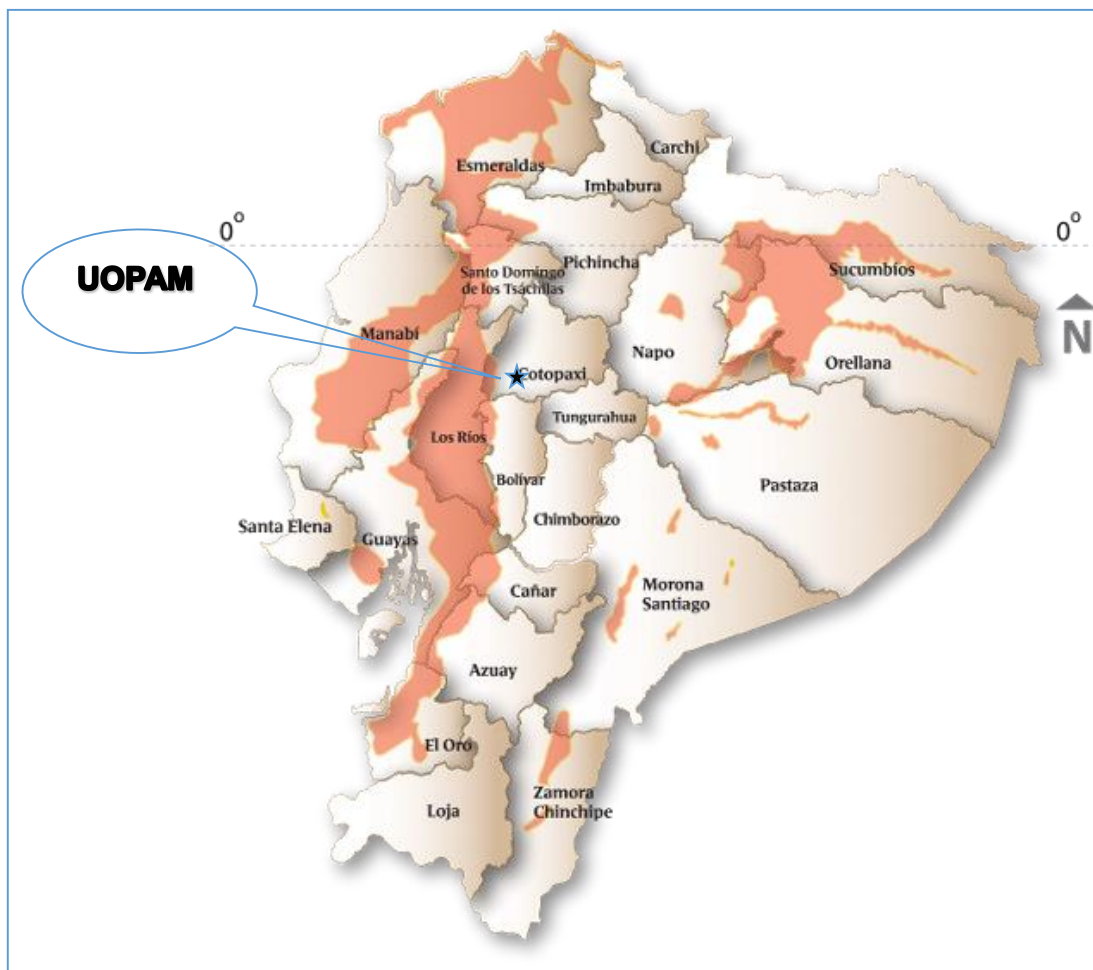 Carchi
Esmeraldas
Imbabura
0°
0°
UOPAM
Pichincha
Sucumbíos
Santo Domingo
de los Tsáchilas
Manabí
N
Napo
Orellana
Cotopaxi
Tungurahua
Los Ríos
Bolívar
Pastaza
Santa Elena
Chimborazo
Guayas
Cañar
Morona
Santiago
Azuay
El Oro
Zamora
Chinchipe
Loja